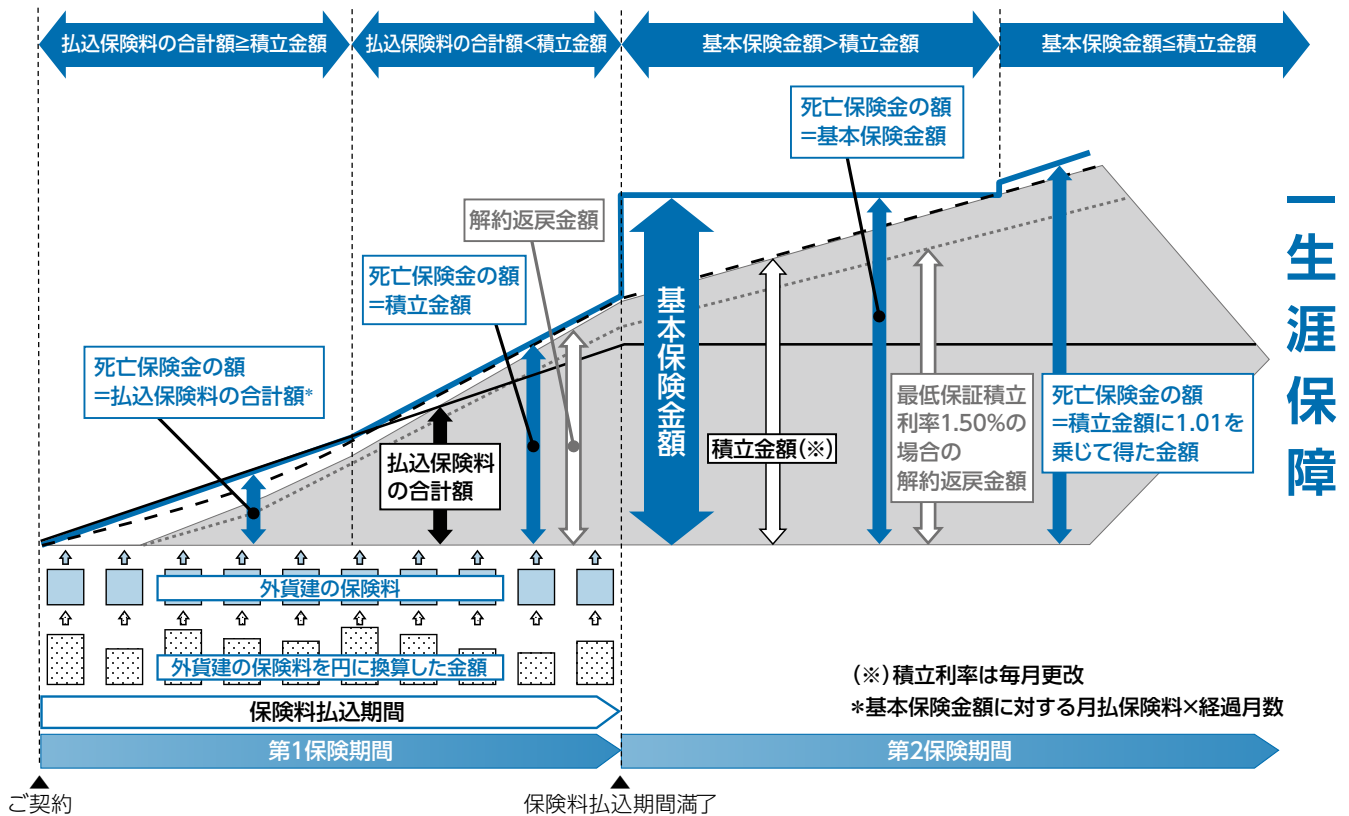 払込保険料の合計額≧積立金額
払込保険料の合計額<積立金額
基本保険金額>積立金額
基本保険金額≦積立金額
死亡保険金の額
=基本保険金額
解約返戻金額
死亡保険金の額
=積立金額
死亡保険金の額
=払込保険料の合計額*
払込保険料
の合計額
基本保険金額
積立金額(※)
最低保証積立
利率1.50%の
場合の
解約返戻金額
死亡保険金の額
=積立金額に1.01を
乗じて得た金額
一生涯保障
外貨建の保険料
外貨建の保険料を円に換算した金額
(※)積立利率は毎月更改
*基本保険金額に対する月払保険料×経過月数
保険料払込期間
第1保険期間
第2保険期間
ご契約
保険料払込期間満了